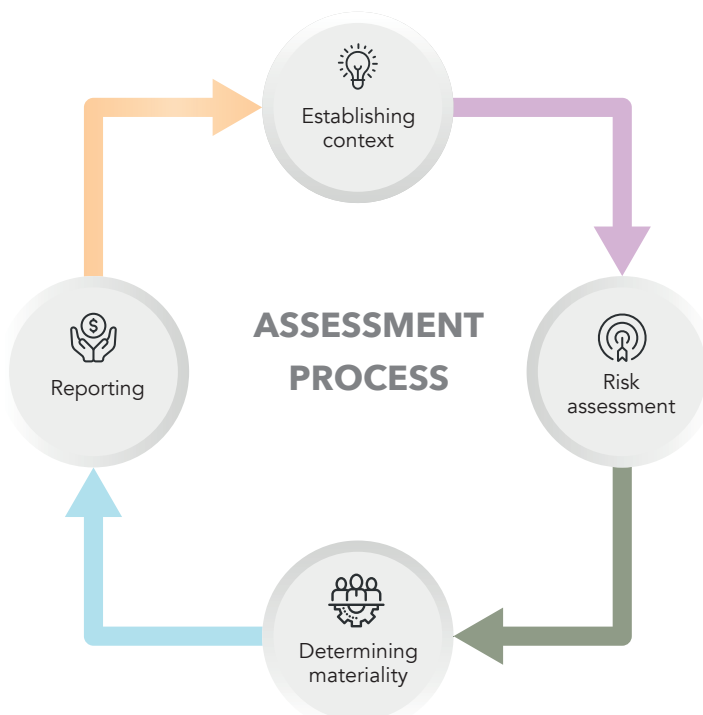 Establishing
context
ASSESSMENT
PROCESS
$
Reporting
Risk
assessment
Determining
materiality